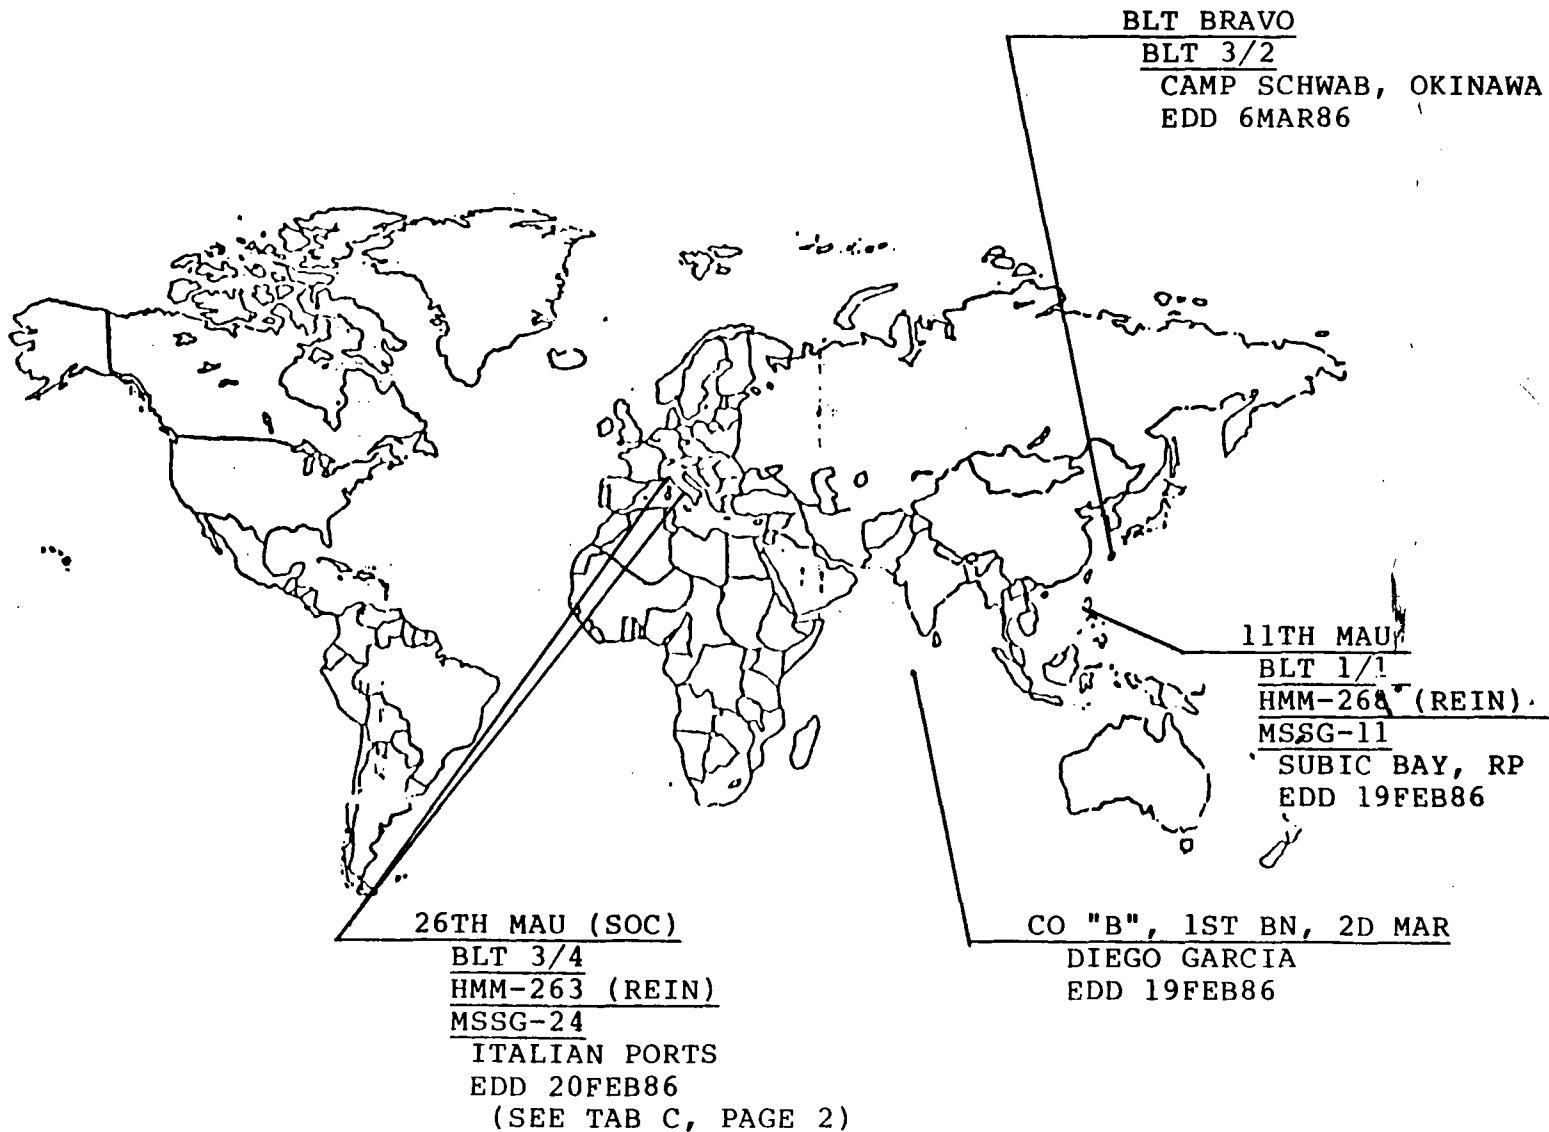 BLT BRAVO
BLT 3/2
CAMP SCHWAB, OKINAWA
EDD 6MAR86
11TH MAU
BLT 1/1
HMM-268 (REIN)
MSSG-11
SUBIC BAY, RP
EDD 19FEB86
26TH MAU (SOC)
BLT 3/4
HMM-263 (REIN)
MSSG-24
ITALIAN PORTS
EDD 20FEB86
(SEE TAB C, PAGE 2)
CO "B", 1ST BN, 2D MAR
DIEGO GARCIA
EDD 19FEB86